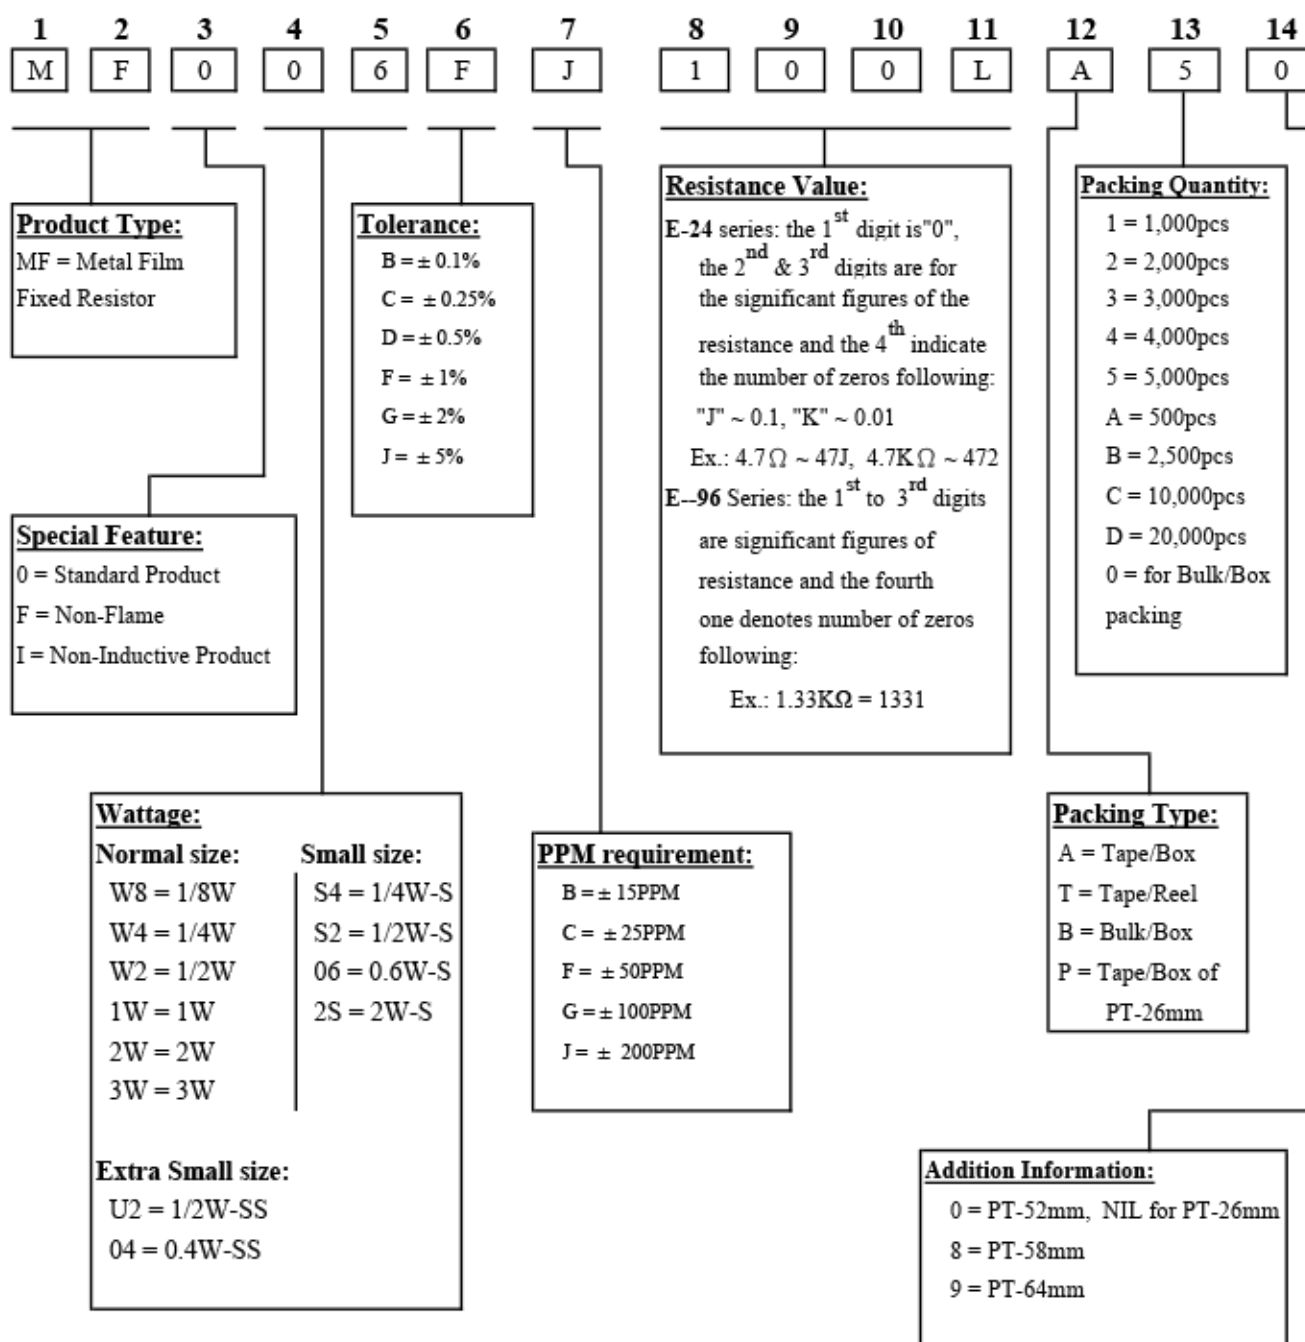 1 2 3 4 5 6 7 8 9 10 11 12 13 14
M F 0 0 6 F J 1 0 0 L A 5 0
Product Type:
MF = Metal Film
Fixed Resistor
Special Feature:
0 = Standard Product
F = Non-Flame
I = Non-Inductive Product
Tolerance:
B = ± 0.1%
C = ± 0.25%
D = ± 0.5%
F = ± 1%
G = ± 2%
J = ± 5%
Resistance Value:
E-24 series: the 1st digit is"0",
the 2nd & 3rd digits are for
the significant figures of the
resistance and the 4th indicate
the number of zeros following:
"J" ~ 0.1, "K" ~ 0.01
Ex.: 4.7Ω ~ 47J, 4.7KΩ ~ 472
E--96 Series: the 1st to 3rd digits
are significant figures of
resistance and the fourth
one denotes number of zeros
following:
Ex.: 1.33KΩ = 1331
Packing Quantity:
1 = 1,000pcs
2 = 2,000pcs
3 = 3,000pcs
4 = 4,000pcs
5 = 5,000pcs
A = 500pcs
B = 2,500pcs
C = 10,000pcs
D = 20,000pcs
0 = for Bulk/Box
packing
Wattage:
Normal size: Small size:
W8 = 1/8W S4 = 1/4W-S
W4 = 1/4W S2 = 1/2W-S
W2 = 1/2W 06 = 0.6W-S
1W = 1W 2S = 2W-S
2W = 2W
3W = 3W
Extra Small size:
U2 = 1/2W-SS
04 = 0.4W-SS
PPM requirement:
B = ± 15PPM
C = ± 25PPM
F = ± 50PPM
G = ± 100PPM
J = ± 200PPM
Packing Type:
A = Tape/Box
T = Tape/Reel
B = Bulk/Box
P = Tape/Box of
PT-26mm
Addition Information:
0 = PT-52mm, NIL for PT-26mm
8 = PT-58mm
9 = PT-64mm